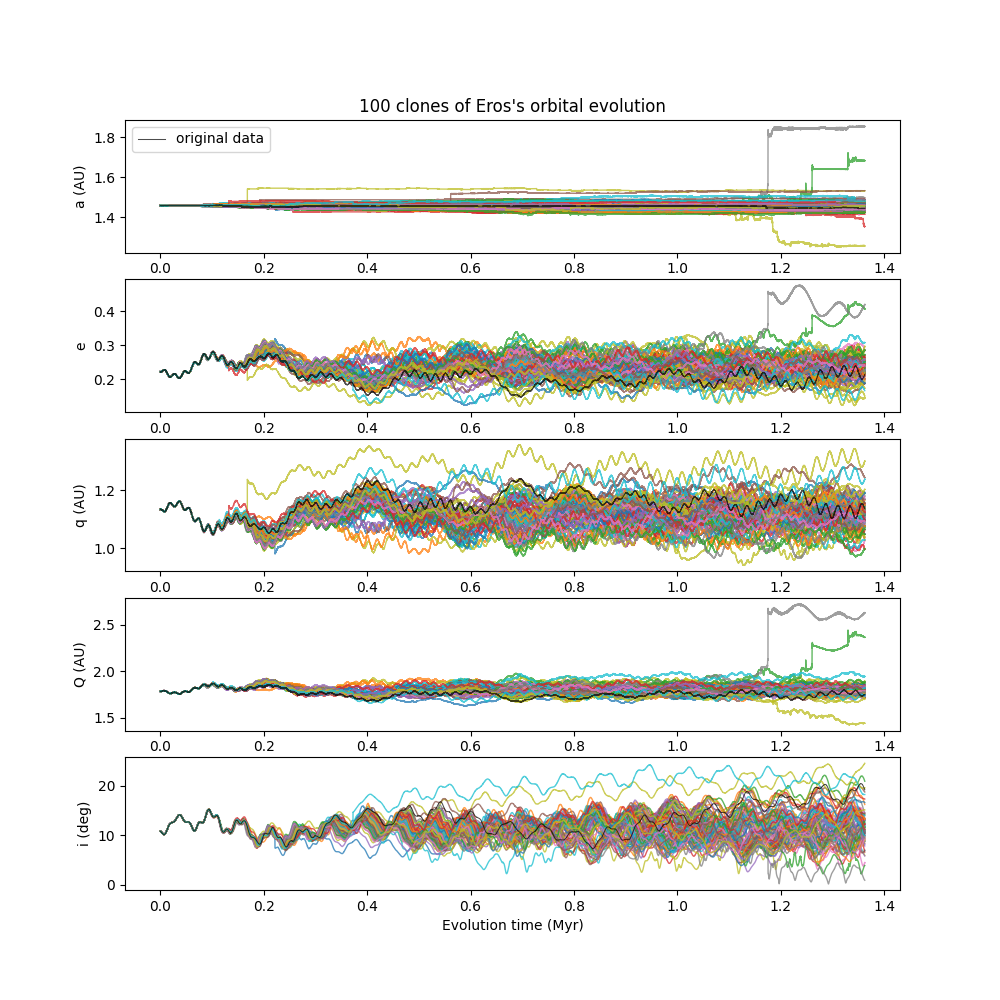 100 clones of Eros's orbital evolution
original data
a (AU)
1.8
1.6
1.4
0.0 0.2 0.4 0.6 0.8 1.0 1.2 1.4
e
0.4
0.3
0.2
0.0 0.2 0.4 0.6 0.8 1.0 1.2 1.4
q (AU)
1.2
1.0
0.0 0.2 0.4 0.6 0.8 1.0 1.2 1.4
Q (AU)
2.5
2.0
1.5
0.0 0.2 0.4 0.6 0.8 1.0 1.2 1.4
i (deg)
20
10
0
0.0 0.2 0.4 0.6 0.8 1.0 1.2 1.4
Evolution time (Myr)